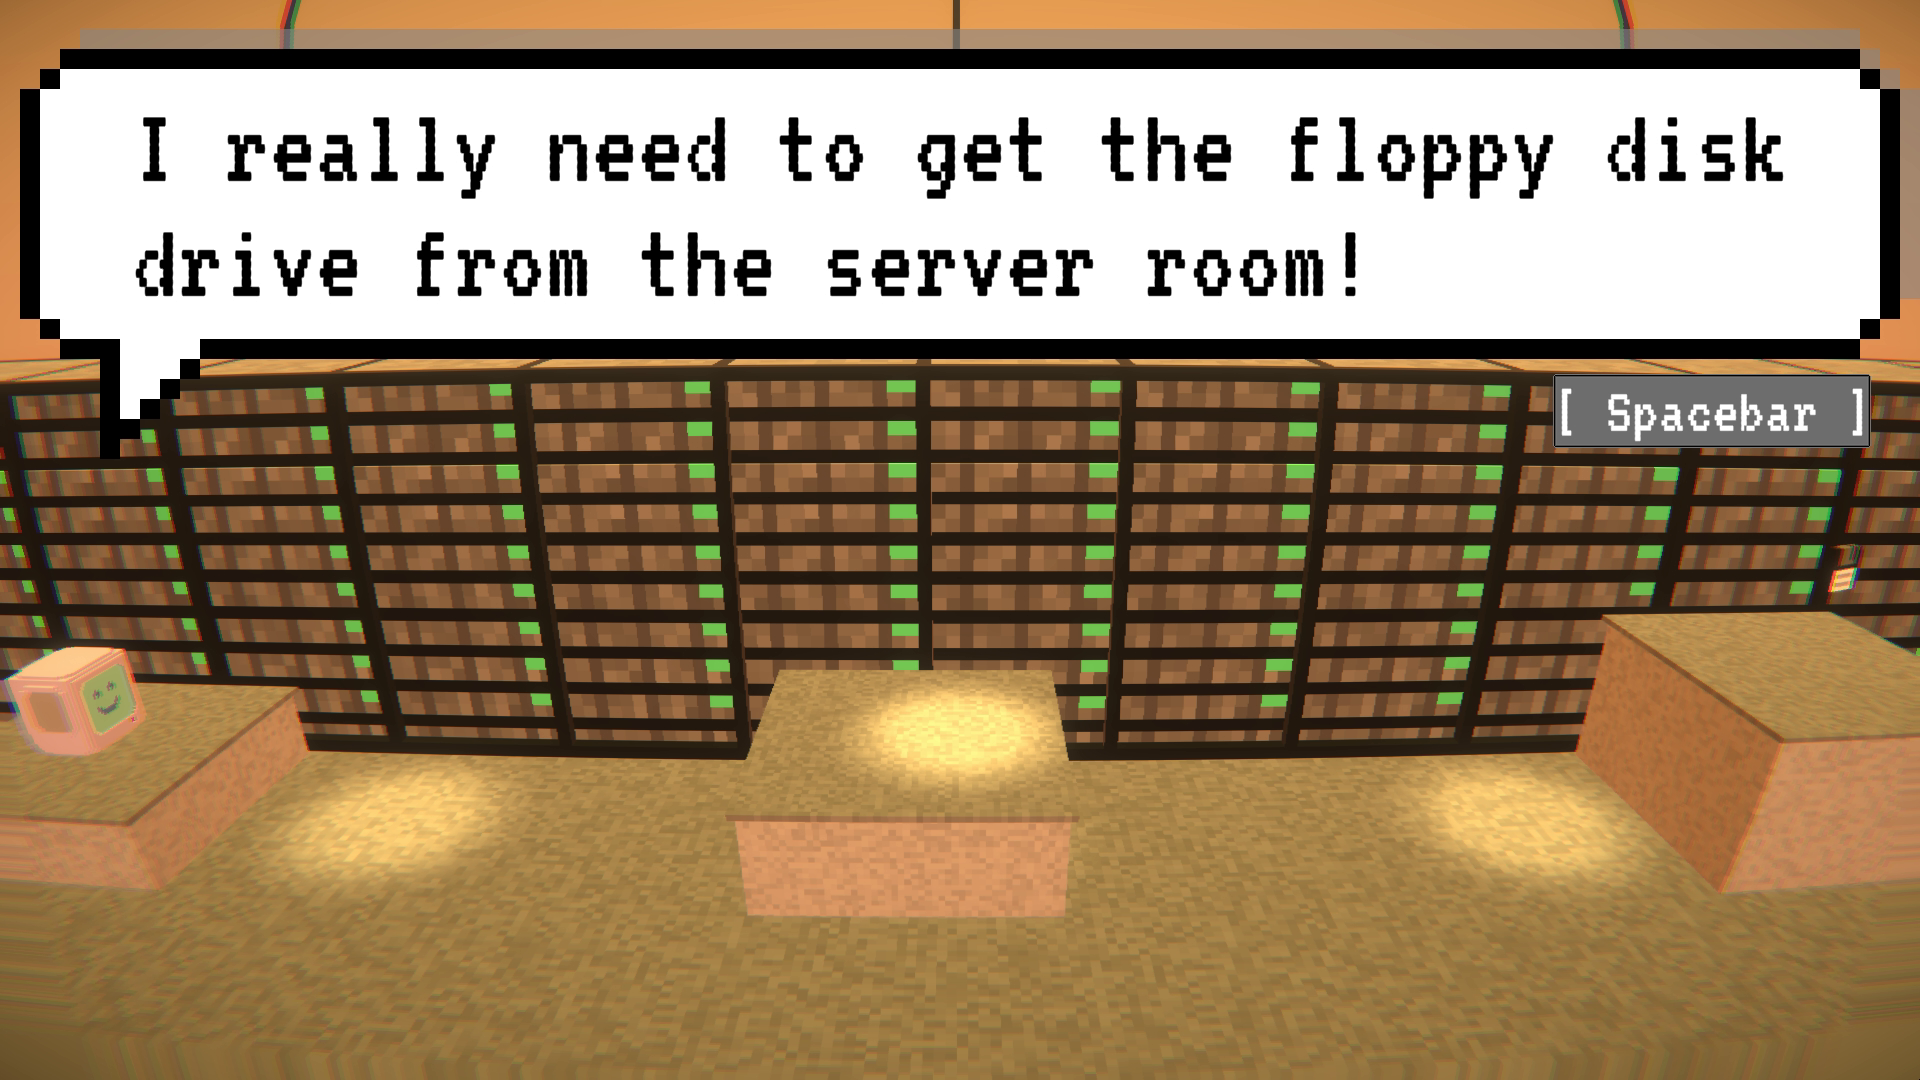 I really need to get the floppy disk
drive from the server room!
[ Spacebar ]